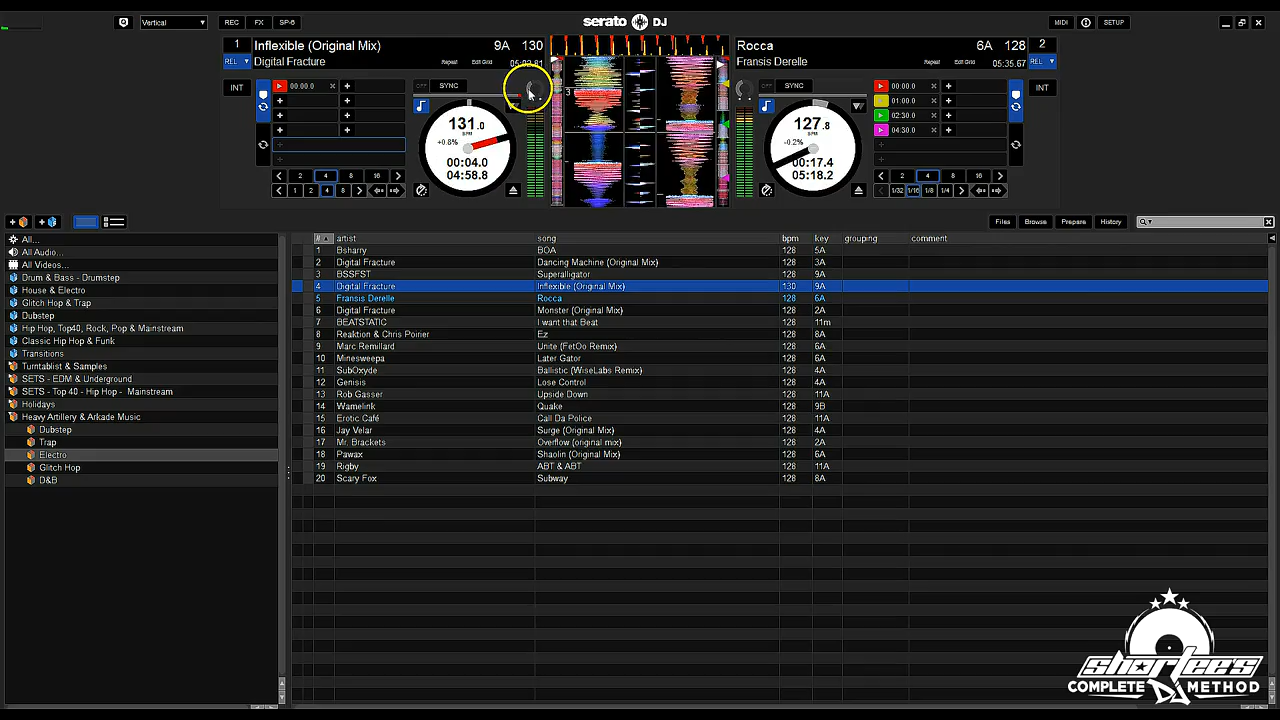 Vertical REC FX SP-6 serato DJ MIDI SETUP
1 Inflexible (Original Mix) 9A 130
REL Digital Fracture Repeat Edit Grid
Rocca 6A 128 2
Fransis Derelle Repeat Edit Grid 05:35.67 REL
INT 00:00.0 OFF SYNC
131.0
BPM
+0.8%
00:04.0
04:58.8
2 4 8 16
1 2 4 8
3
OFF SYNC 00:00.0 INT
01:00.0
02:30.0
04:30.0
127.8
BPM
-0.2%
00:17.4
05:18.2
2 4 8 16
1/32 1/16 1/8 1/4
Files Browse Prepare History
All...
All Audio...
All Videos...
Drum & Bass - Drumstep
House & Electro
Glitch Hop & Trap
Dubstep
Hip Hop, Top40, Rock, Pop & Mainstream
Classic Hip Hop & Funk
Transitions
Turntablist & Samples
SETS - EDM & Underground
SETS - Top 40 - Hip Hop - Mainstream
Holidays
Heavy Artillery & Arkade Music
Dubstep
Trap
Electro
Glitch Hop
D&B
# artist song bpm key grouping comment
1 Bsharry BOA 128 5A
2 Digital Fracture Dancing Machine (Original Mix) 128 3A
3 BSSFST Superalligator 128 9A
4 Digital Fracture Inflexible (Original Mix) 130 9A
5 Fransis Derelle Rocca 128 6A
6 Digital Fracture Monster (Original Mix) 128 2A
7 BEATSTATIC I want that Beat 128 11m
8 Reaktion & Chris Poirier Ez 128 8A
9 Marc Remillard Unite (FetOo Remix) 128 6A
10 Minesweepa Later Gator 128 6A
11 SubOxyde Ballistic (WiseLabs Remix) 128 4A
12 Genisis Lose Control 128 4A
13 Rob Gasser Upside Down 128 11A
14 Wamelink Quake 128 9B
15 Erotic Café Call Da Police 128 11A
16 Jay Velar Surge (Original Mix) 128 4A
17 Mr. Brackets Overflow (original mix) 128 2A
18 Pawax Shaolin (Original Mix) 128 6A
19 Rigby ABT & ABT 128 11A
20 Scary Fox Subway 128 8A
shortee's
COMPLETE DJ METHOD